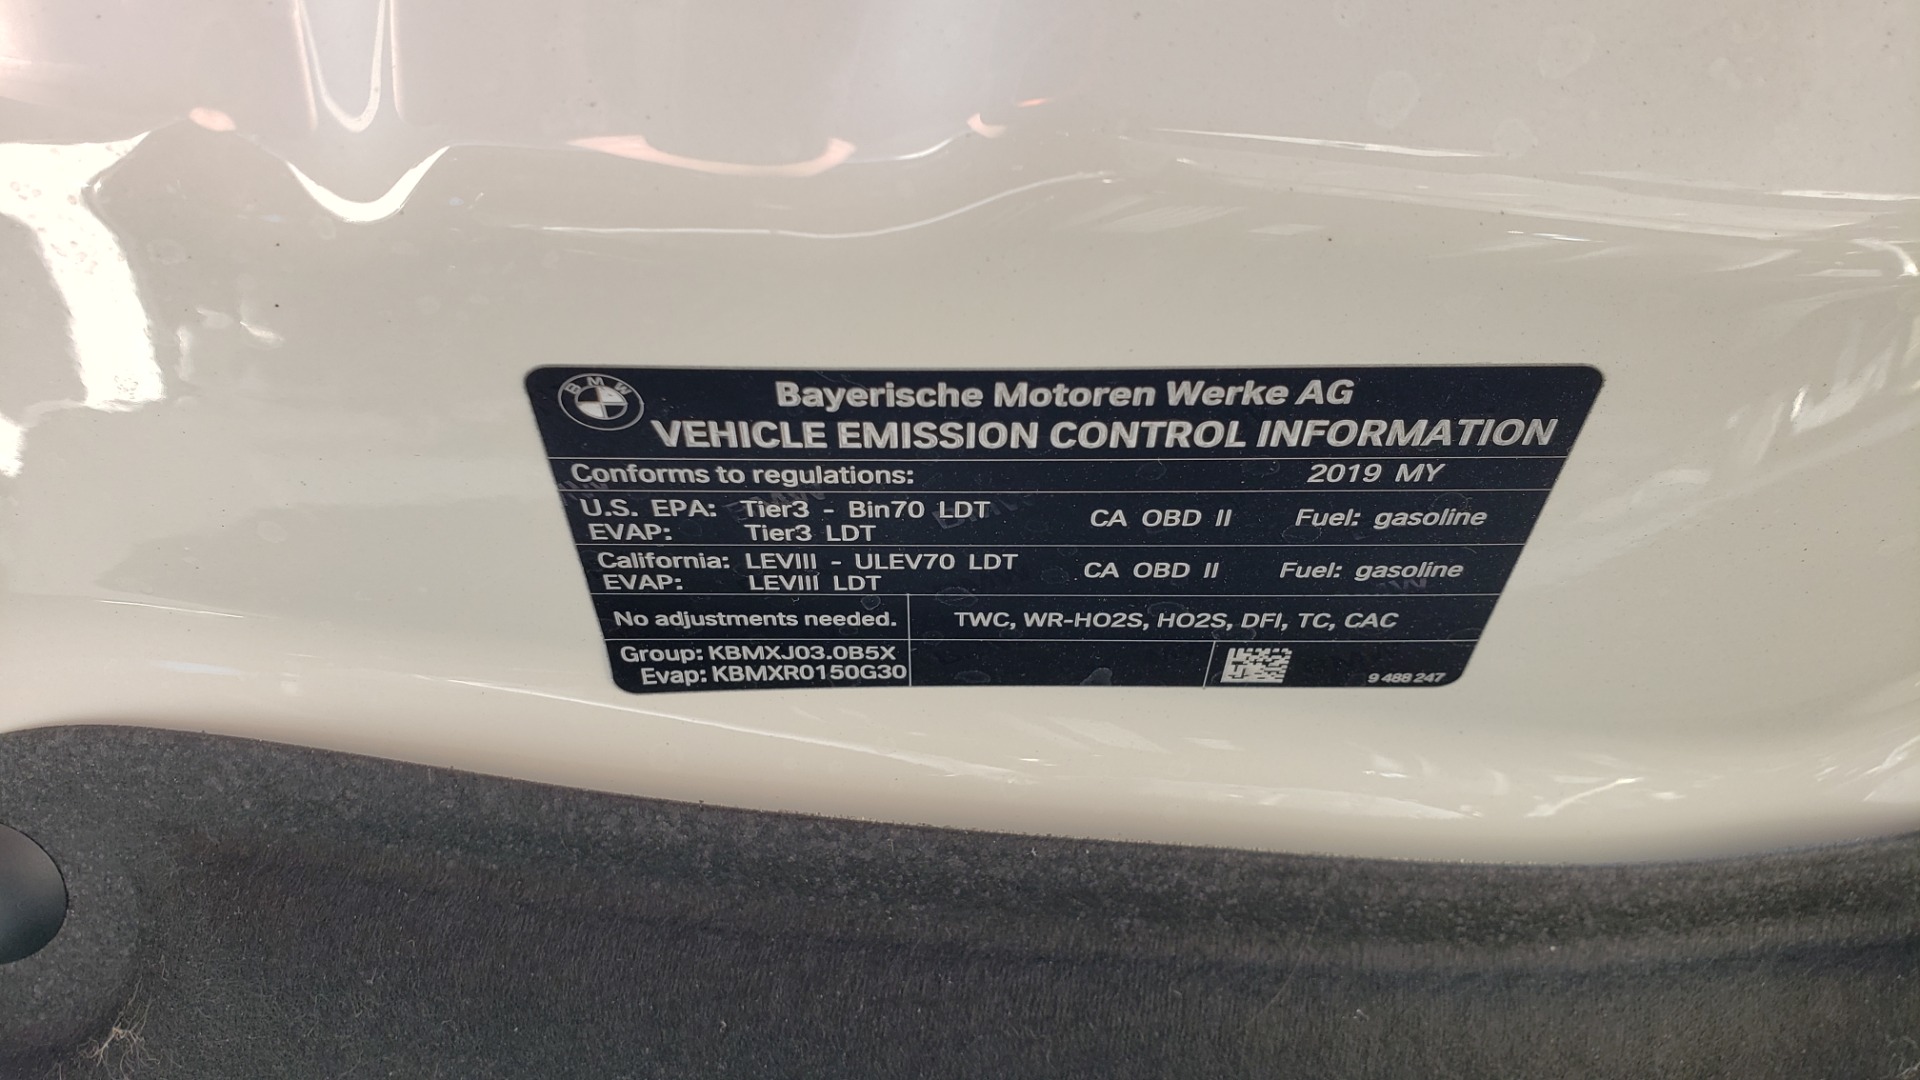 BMW
Bayerische Motoren Werke AG
VEHICLE EMISSION CONTROL INFORMATION
Conforms to regulations: 2019 MY
U.S. EPA: Tier3 - Bin70 LDT CA OBD II Fuel: gasoline
EVAP: Tier3 LDT
California: LEVIII - ULEV70 LDT CA OBD II Fuel: gasoline
EVAP: LEVIII LDT
No adjustments needed. TWC, WR-HO2S, HO2S, DFI, TC, CAC
Group: KBMXJ03.0B5X
Evap: KBMXR0150G30
9 488 247